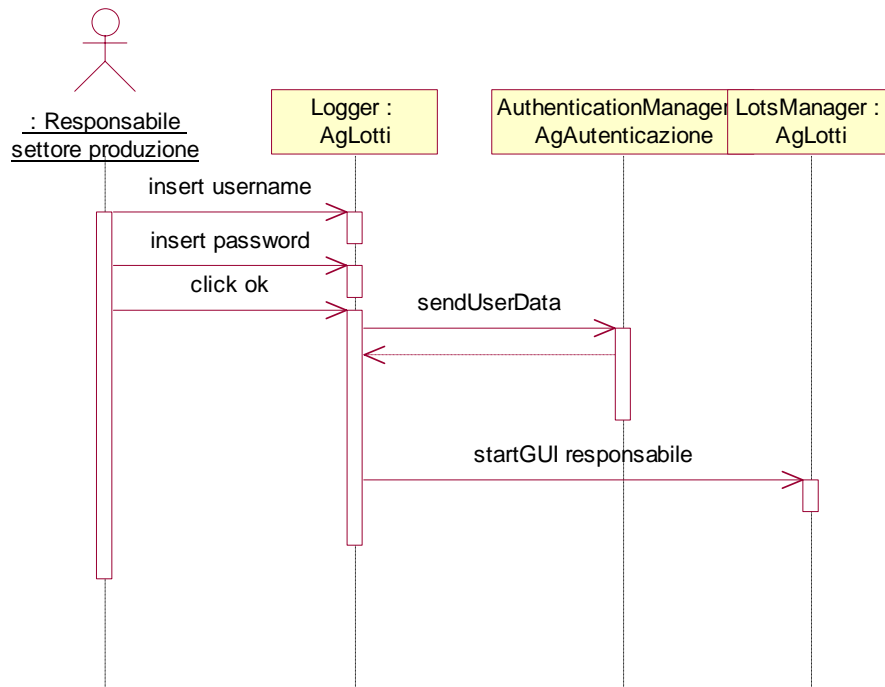 : Responsabile
settore produzione
Logger :
AgLotti
AuthenticationManager
AgAutenticazione
LotsManager :
AgLotti
insert username
insert password
click ok
sendUserData
startGUI responsabile